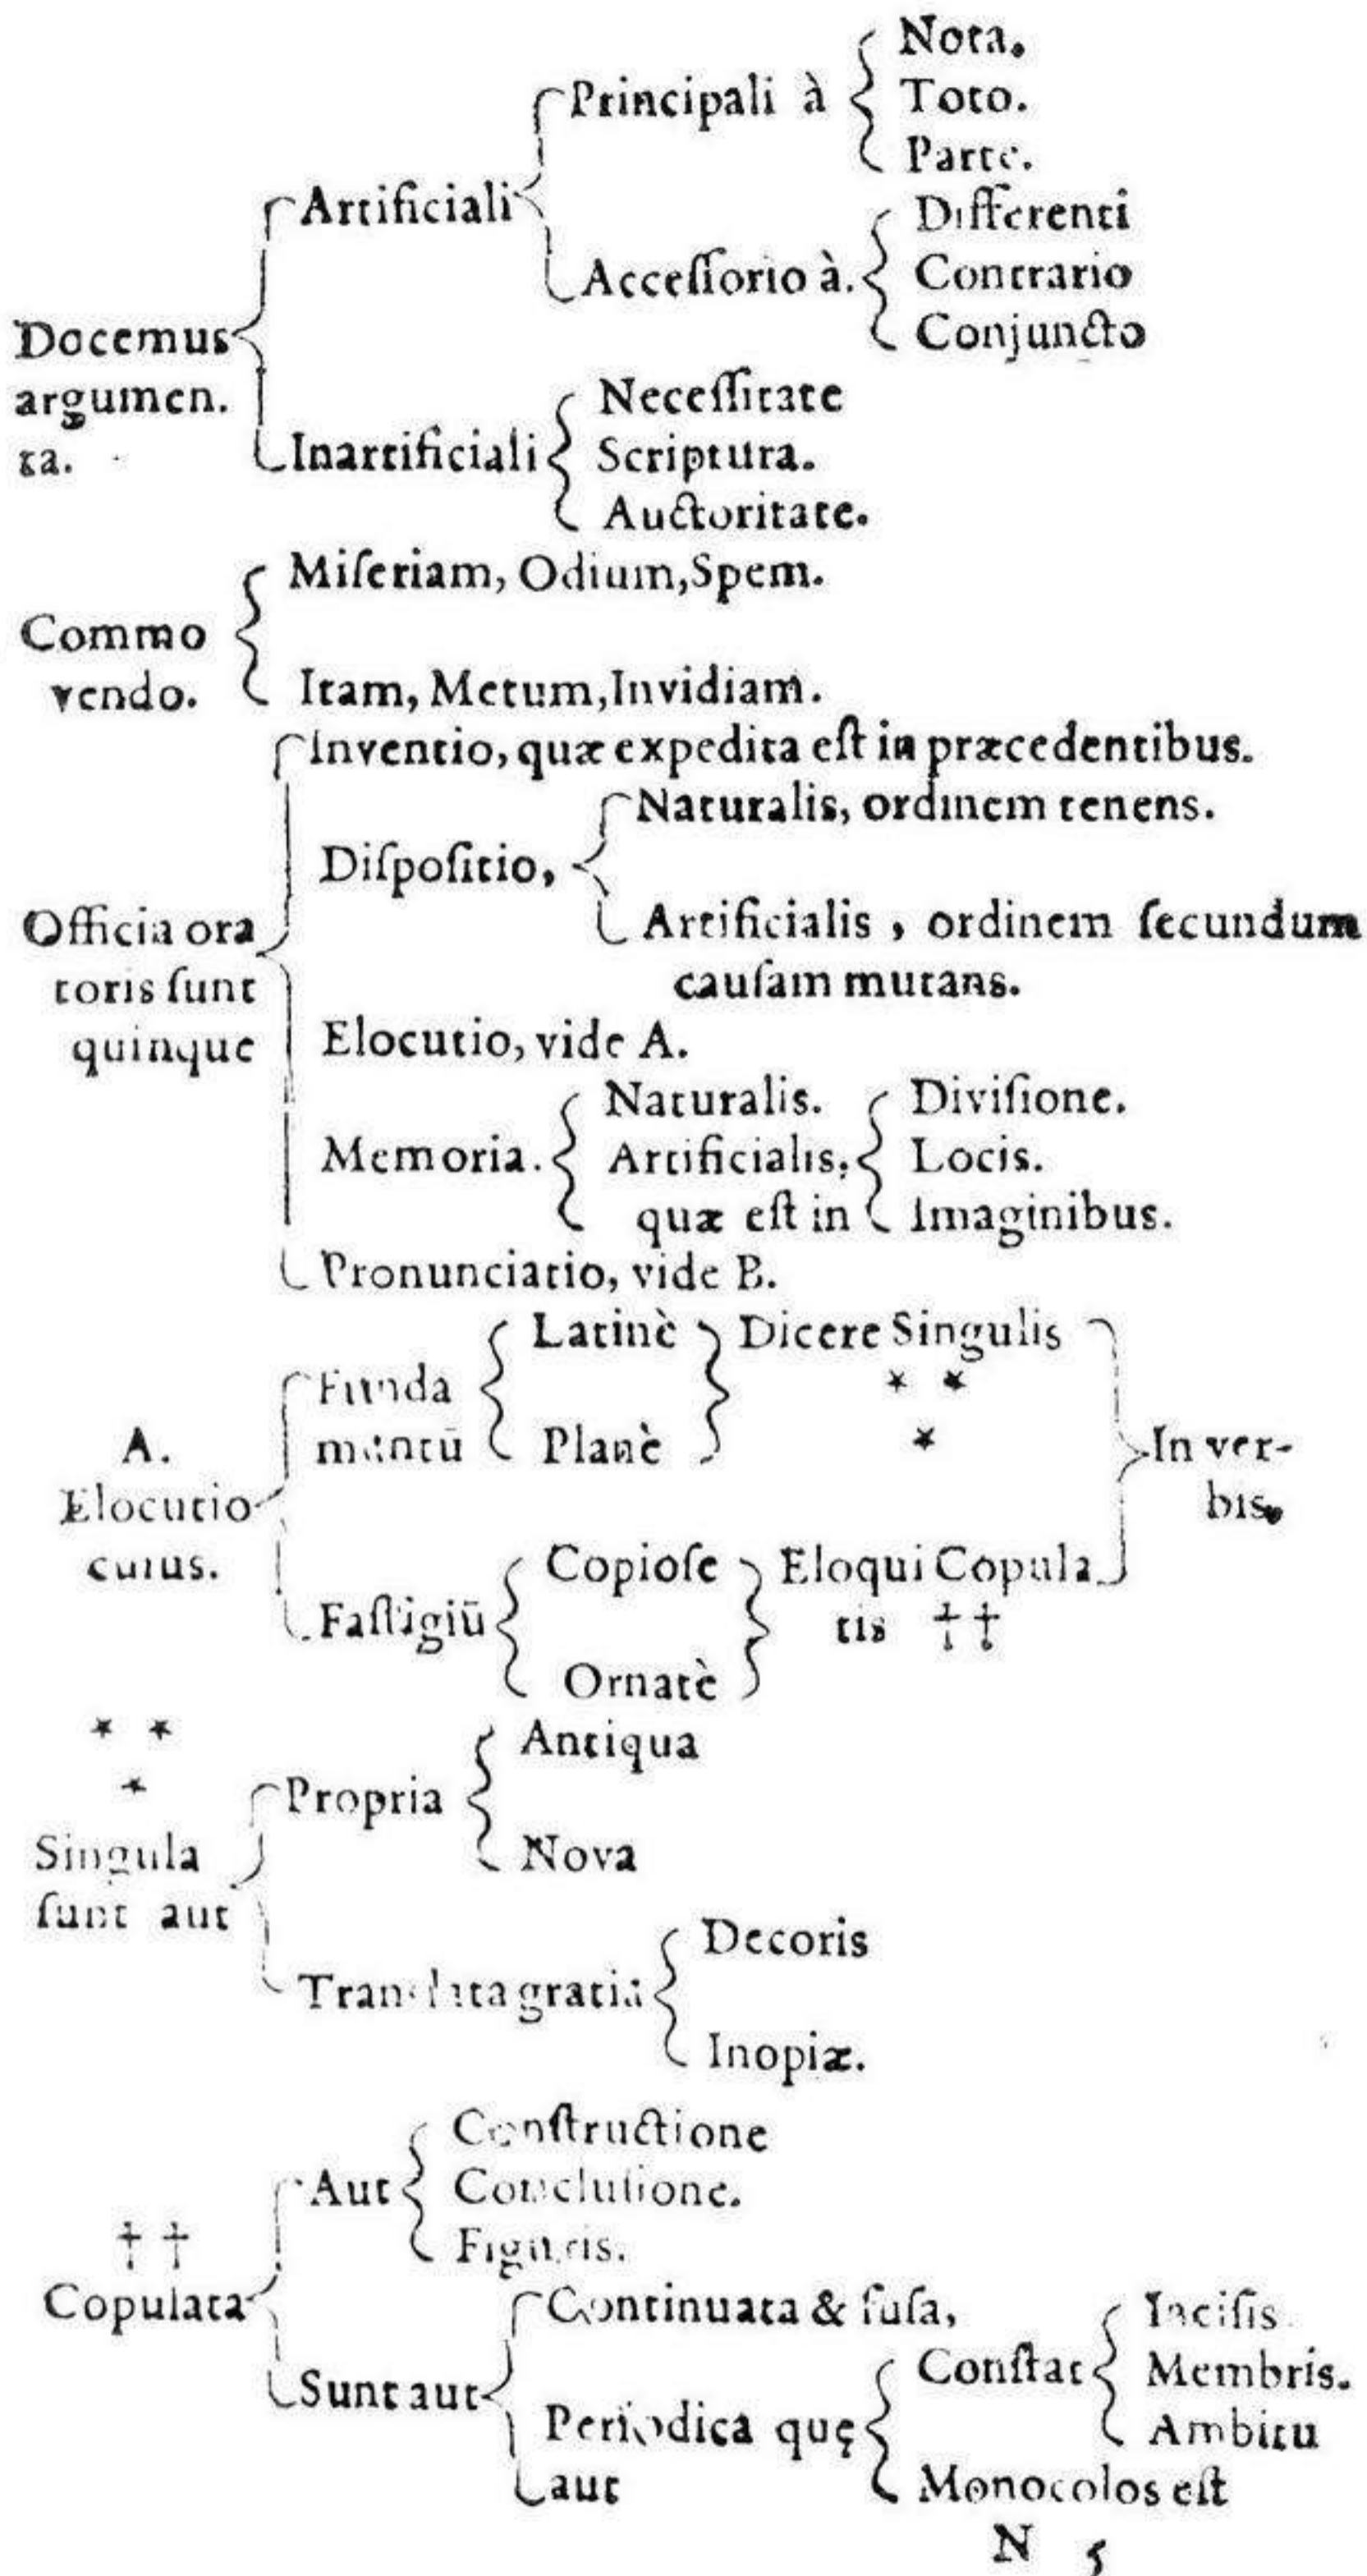 Nota.
Principali à Toto.
Parte.
Artificiali
Differenti
Accessorio à. Contrario
Conjuncto
Docemus
argumen.
ta.
Necessitate
Inartificiali Scriptura.
Auctoritate.
Miseriam, Odium, Spem.
Commo
vendo.
Iram, Metum, Invidiam.
Inventio, quæ expedita est in præcedentibus.
Naturalis, ordinem tenens.
Dispositio,
Artificialis, ordinem secundum
causam mutans.
Officia ora
toris sunt
quinque
Elocutio, vide A.
Naturalis. Divisione.
Memoria. Artificialis, Locis.
quæ est in Imaginibus.
Pronunciatio, vide B.
Latinè Dicere Singulis
Funda * *
mentū Planè *
In ver-
bis.
A.
Elocutio
cuius.
Copiose Eloqui Copula
Fastigiū tis ††
Ornatè
* *
*
Antiqua
Propria
Nova
Singula
sunt aut
Decoris
Translata gratiâ
Inopiæ.
Constructione
Aut Conclusione.
Figuris.
††
Copulata
Continuata & fusa, Incisis
Sunt aut Constat Membris.
Periodica quę Ambitu
aut Monocolos est
N 5